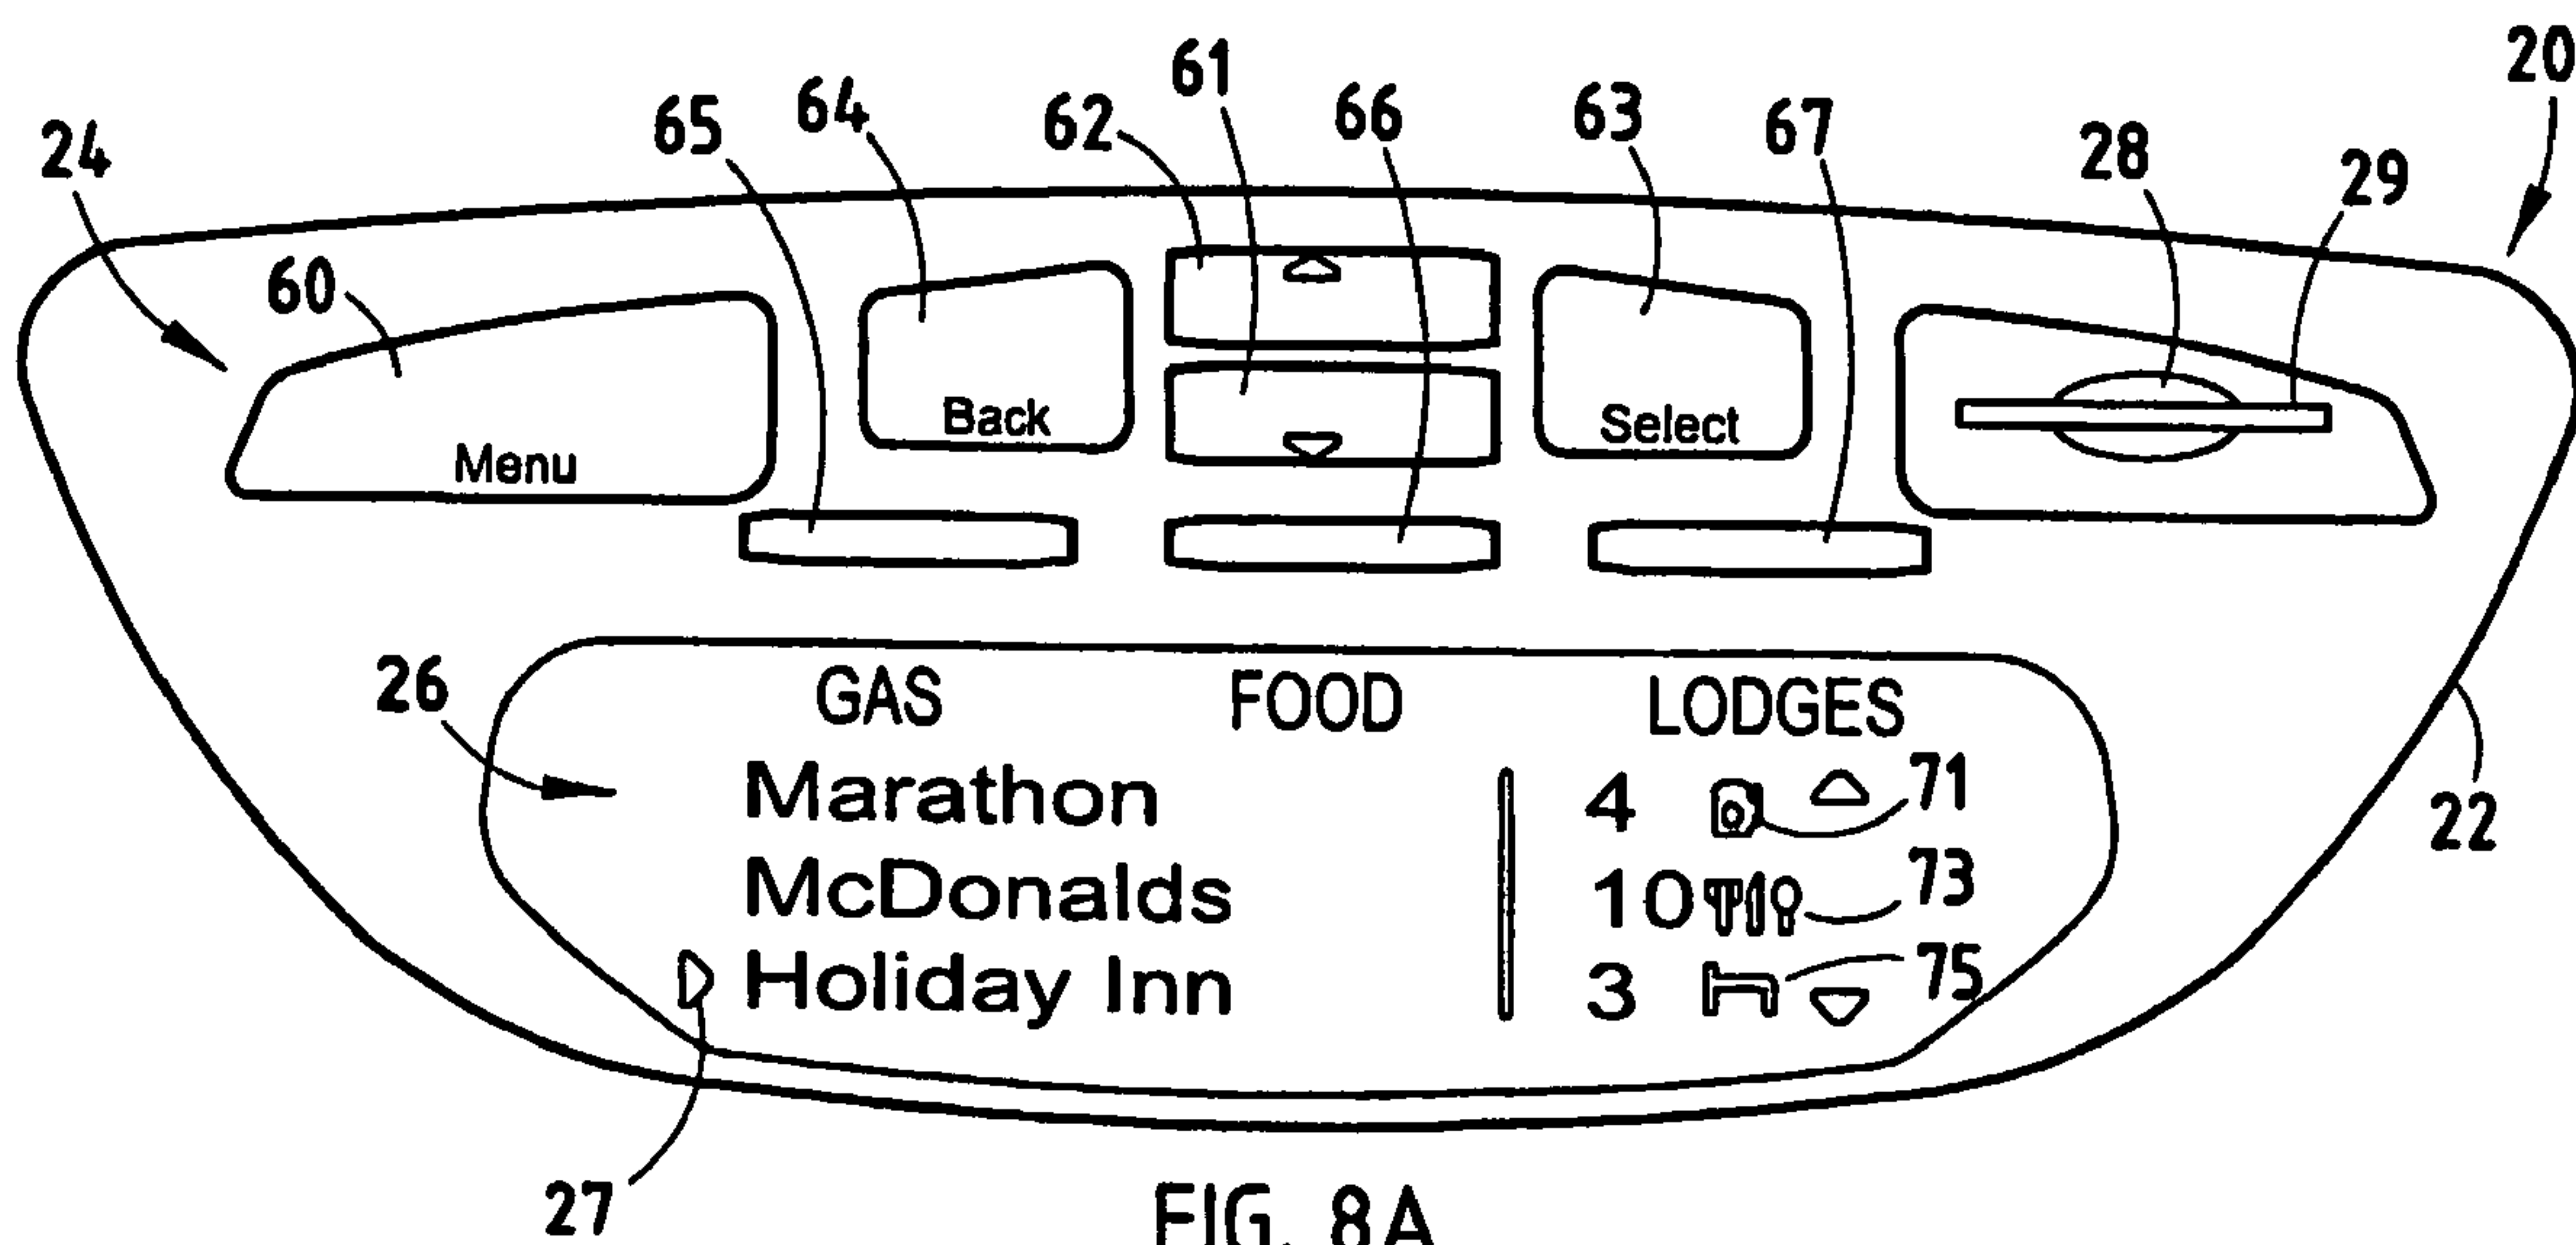 20
61
65 64 62 66 63 67 28
24 29
60
Back
Select
Menu
26 GAS FOOD LODGES
Marathon 4 71
22
McDonalds 10 73
Holiday Inn 3 75
27
FIG. 8A